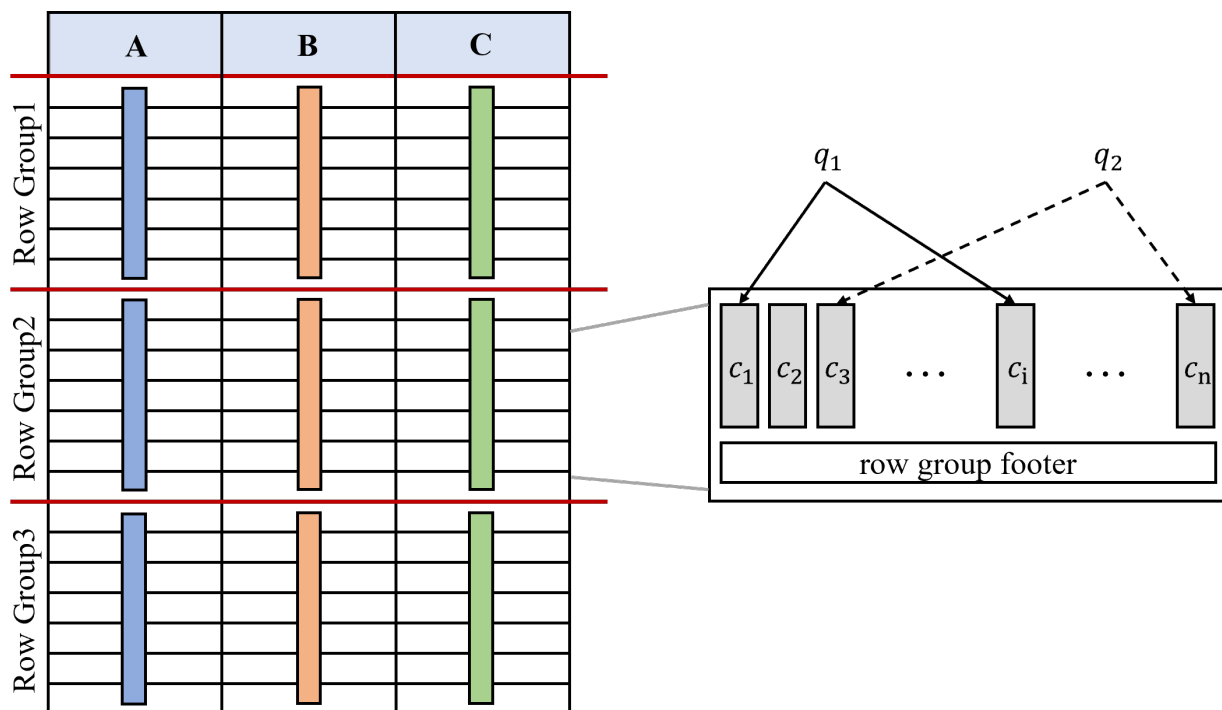 A B C
Row Group1
Row Group2
Row Group3
q₁ q₂
c₁ c₂ c₃ ... cᵢ ... cₙ
row group footer